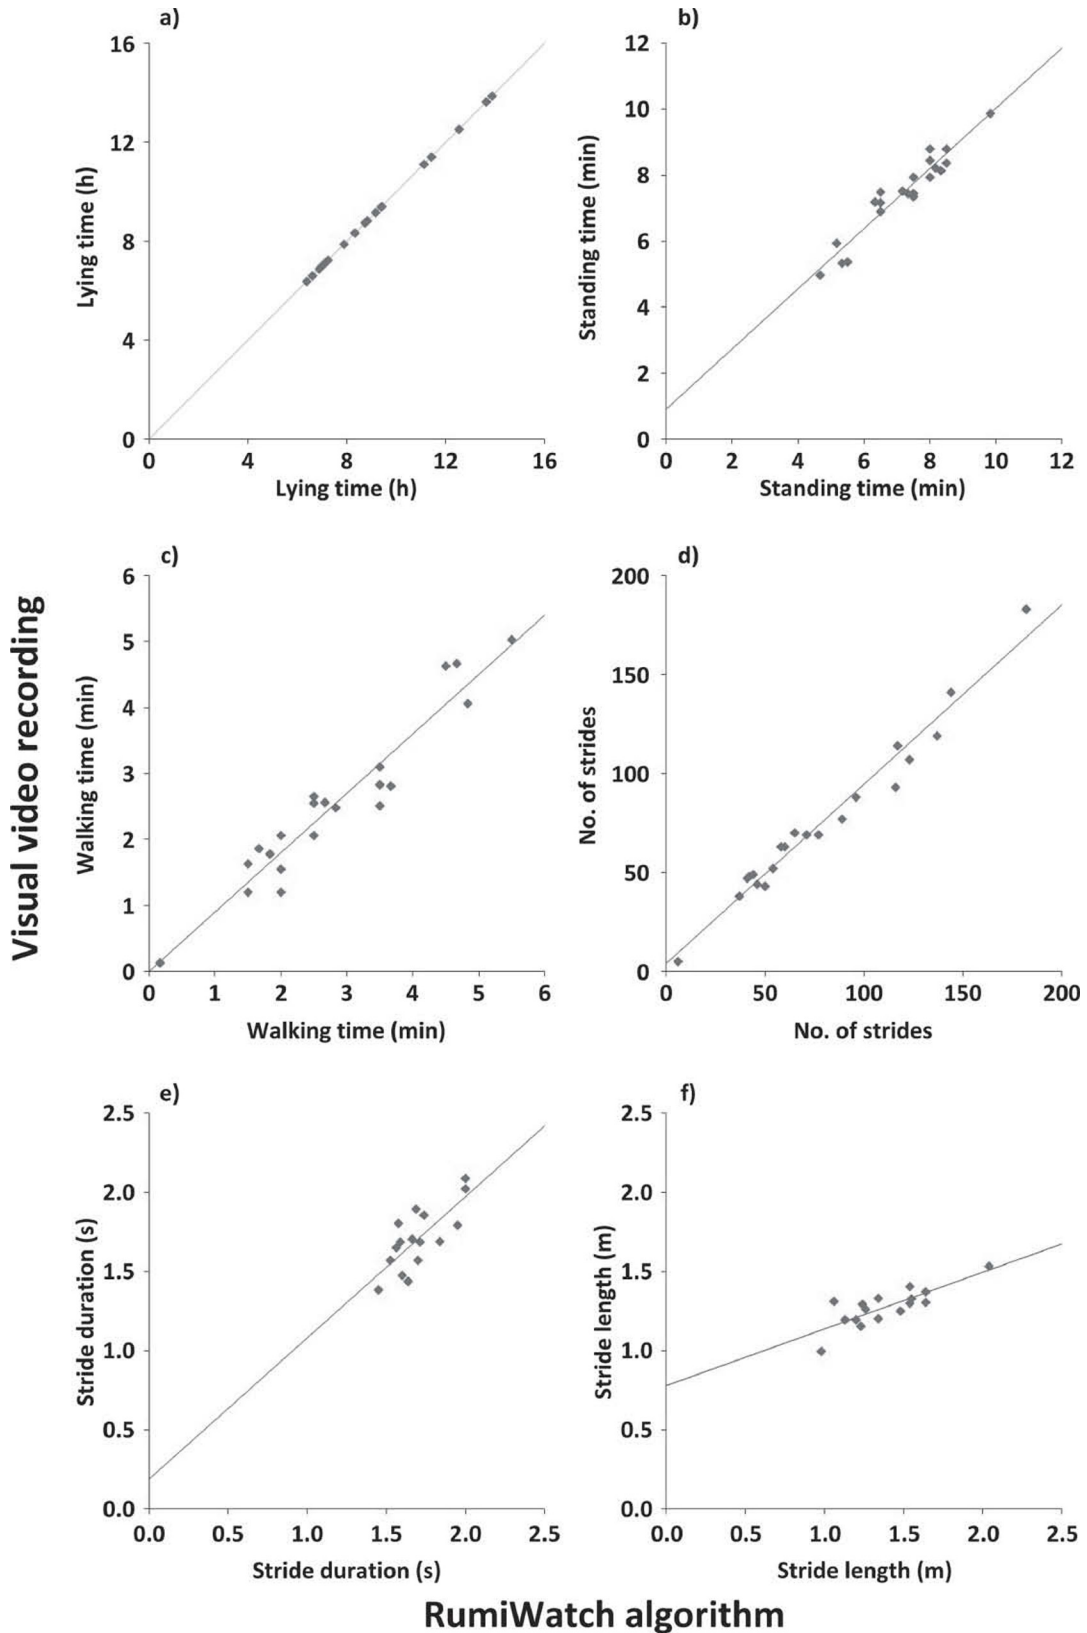 a)
16
12
8
4
0
Lying time (h)
0 4 8 12 16
Lying time (h)
b)
12
10
8
6
4
2
0
Standing time (min)
0 2 4 6 8 10 12
Standing time (min)
Visual video recording
c)
6
5
4
3
2
1
0
Walking time (min)
0 1 2 3 4 5 6
Walking time (min)
d)
200
150
100
50
0
No. of strides
0 50 100 150 200
No. of strides
e)
2.5
2.0
1.5
1.0
0.5
0.0
Stride duration (s)
0.0 0.5 1.0 1.5 2.0 2.5
Stride duration (s)
f)
2.5
2.0
1.5
1.0
0.5
0.0
Stride length (m)
0.0 0.5 1.0 1.5 2.0 2.5
Stride length (m)
RumiWatch algorithm